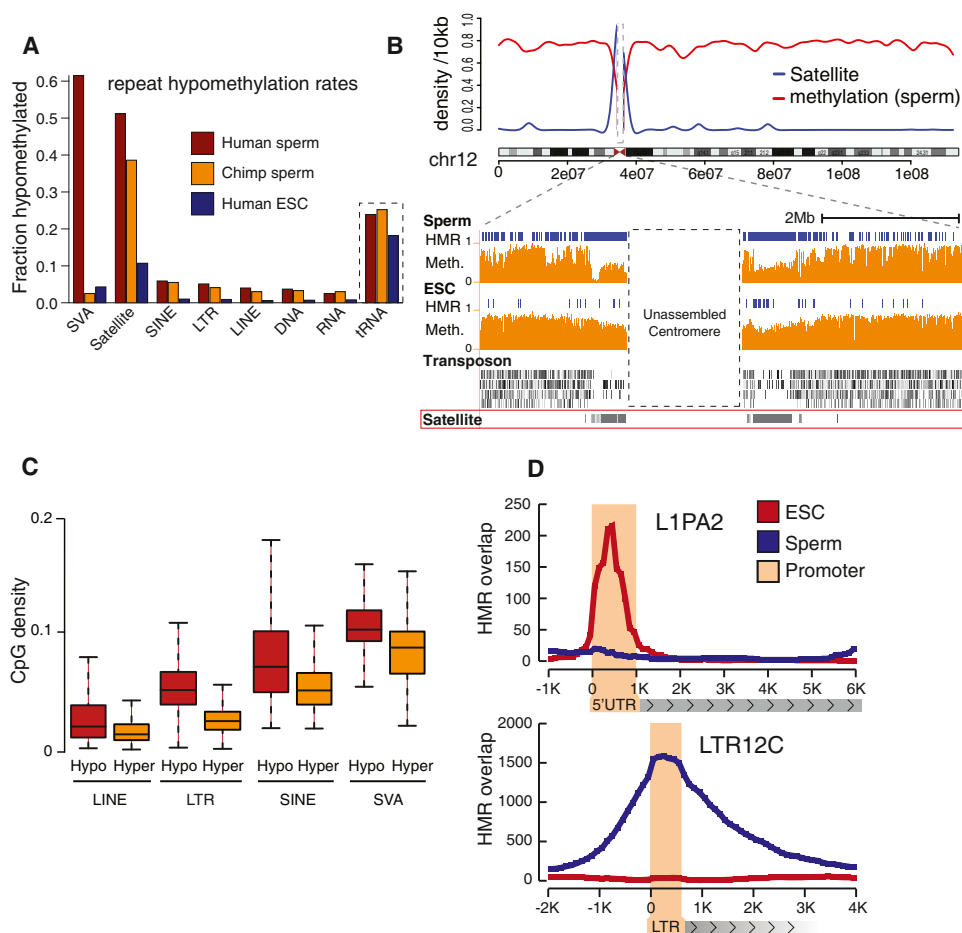 A
repeat hypomethylation rates
Fraction hypomethylated
0.6
0.5
0.4
0.3
0.2
0.1
0.0
Human sperm
Chimp sperm
Human ESC
SVA
Satellite
SINE
LTR
LINE
DNA
RNA
tRNA
B
density /10kb
1.0
0.8
0.6
0.4
0.2
0.0
Satellite
methylation (sperm)
chr12
0
2e07
4e07
6e07
8e07
1e08
2Mb
Sperm
HMR
1
Meth.
0
ESC
HMR
1
Meth.
0
Unassembled
Centromere
Transposon
Satellite
C
CpG density
0.2
0.1
0
Hypo Hyper Hypo Hyper Hypo Hyper Hypo Hyper
LINE
LTR
SINE
SVA
D
L1PA2
HMR overlap
250
200
150
100
50
0
ESC
Sperm
Promoter
-1K 0 1K 2K 3K 4K 5K 6K
5'UTR
LTR12C
HMR overlap
2000
1500
1000
500
0
-2K -1K 0 1K 2K 3K 4K
LTR